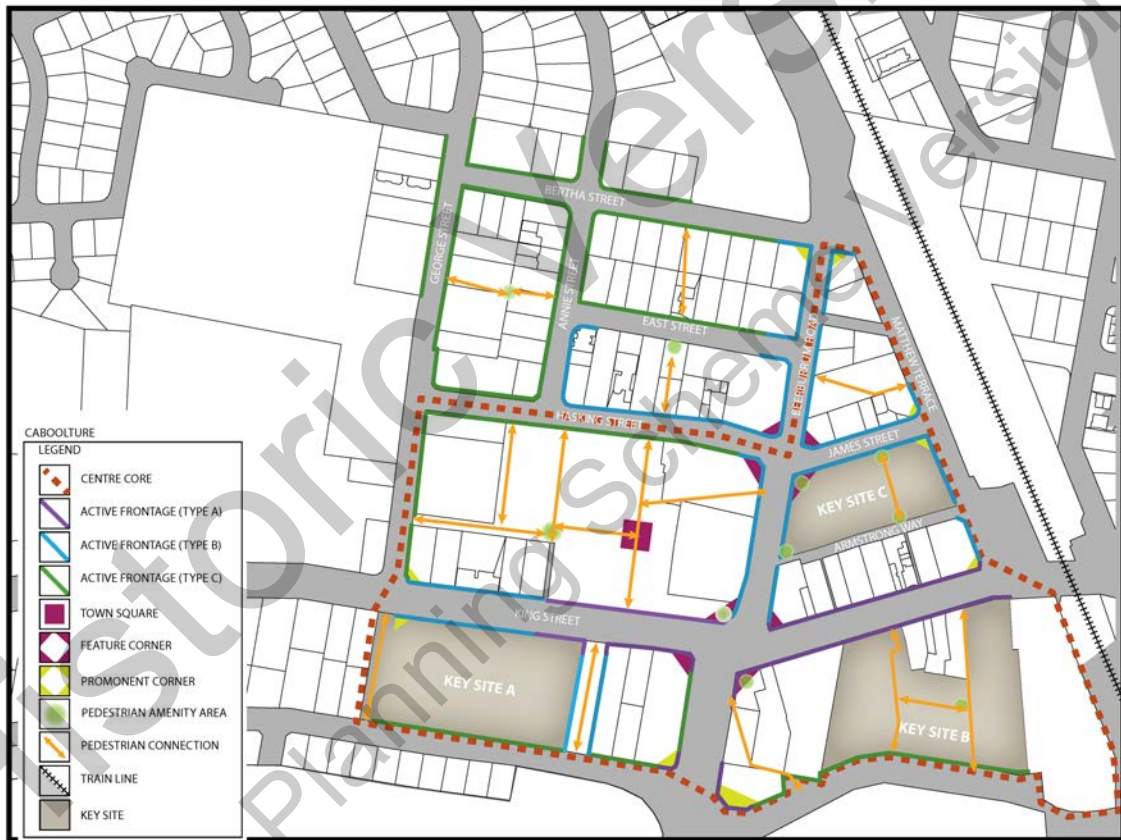 BERTHA STREET
GEORGE STREET
ANNIE STREET
EAST STREET
BEERBURRUM ROAD
MATTHEW TERRACE
HASKING STREET
JAMES STREET
KEY SITE C
ARMSTRONG WAY
KING STREET
KEY SITE A
KEY SITE B
CABOOLTURE
LEGEND
CENTRE CORE
ACTIVE FRONTAGE (TYPE A)
ACTIVE FRONTAGE (TYPE B)
ACTIVE FRONTAGE (TYPE C)
TOWN SQUARE
FEATURE CORNER
PROMONENT CORNER
PEDESTRIAN AMENITY AREA
PEDESTRIAN CONNECTION
TRAIN LINE
KEY SITE
Historic Version
Planning Scheme Version